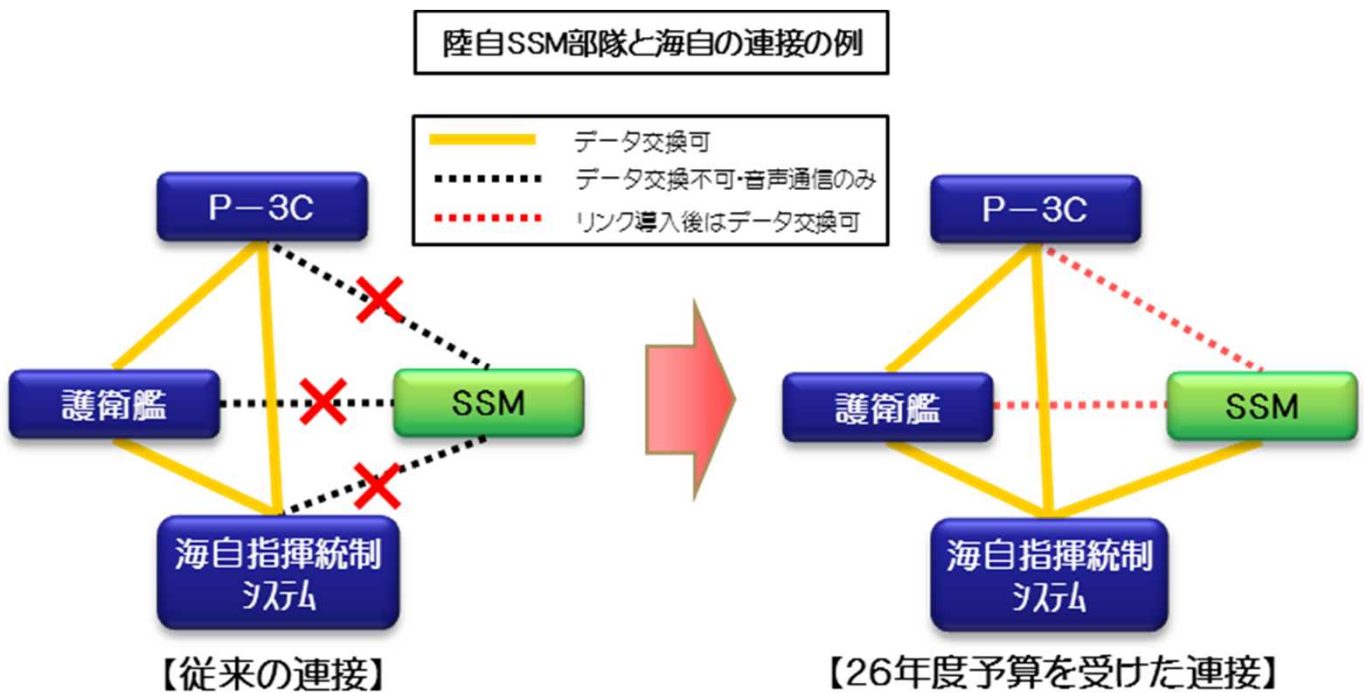 陸自SSM部隊と海自の連接の例
データ交換可
データ交換不可・音声通信のみ
リンク導入後はデータ交換可
P－3C
護衛艦
SSM
海自指揮統制
システム
【従来の連接】
P－3C
護衛艦
SSM
海自指揮統制
システム
【26年度予算を受けた連接】